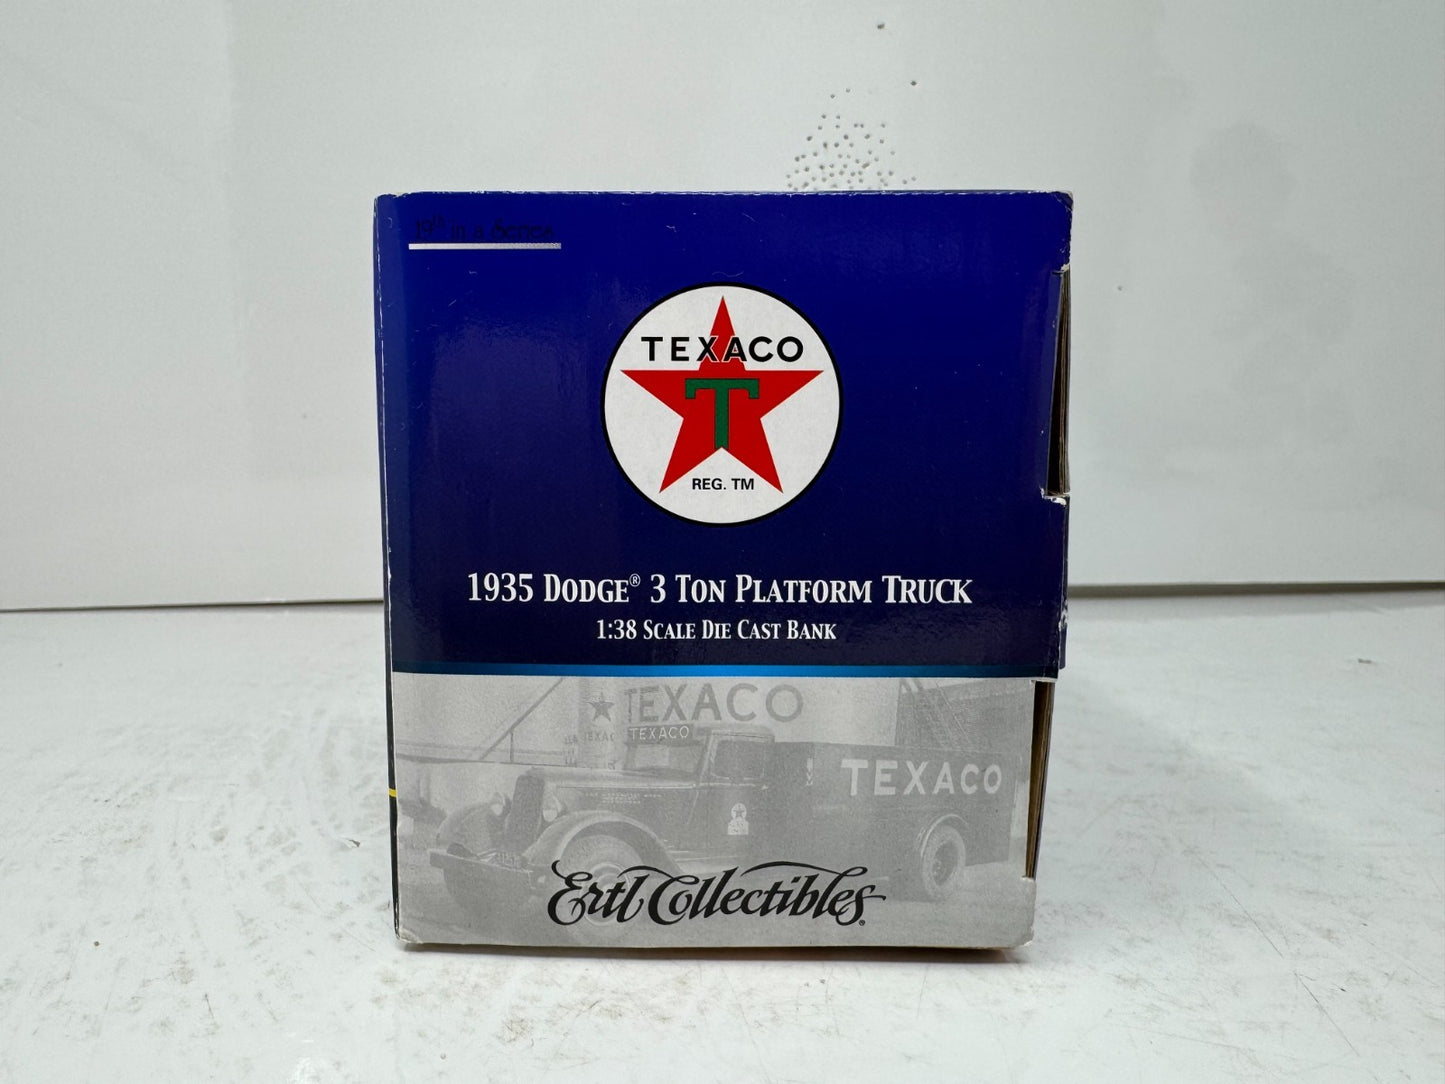 19th in a Series
TEXACO
T
REG. TM
1935 DODGE® 3 TON PLATFORM TRUCK
1:38 SCALE DIE CAST BANK
TEXACO
TEXACO
TEXACO
Ertl Collectibles®